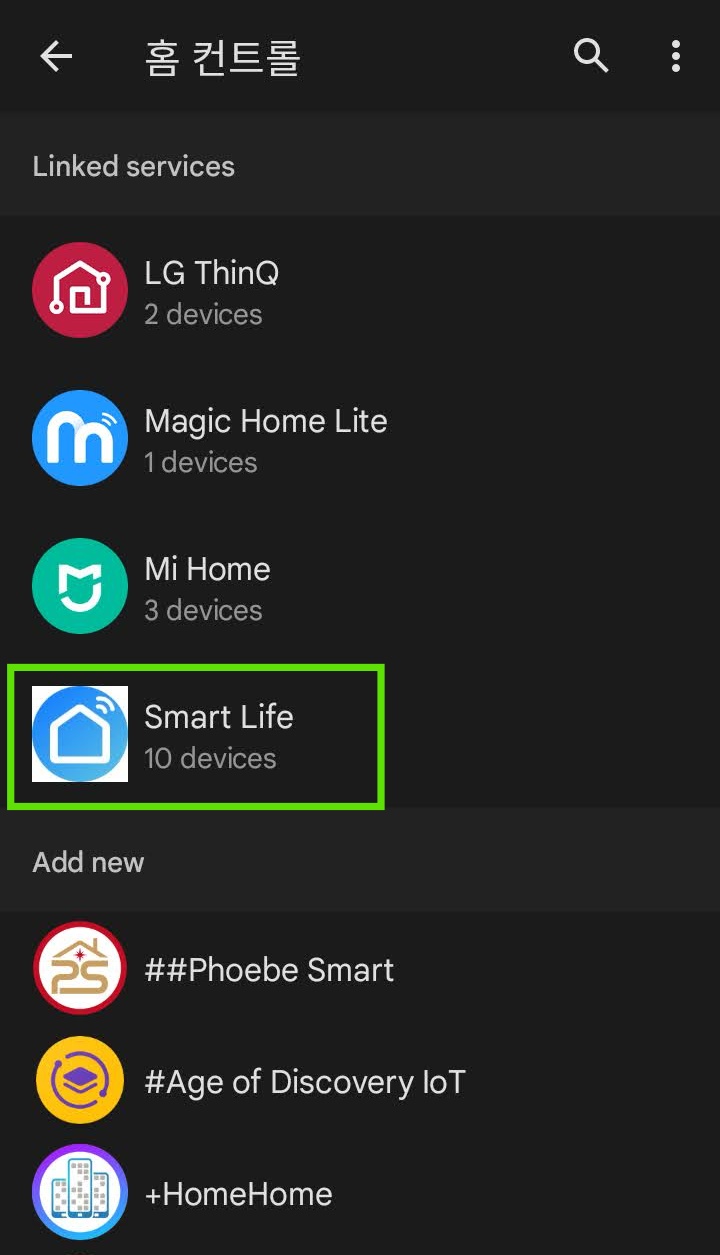 홈 컨트롤
Linked services
LG ThinQ
2 devices
Magic Home Lite
1 devices
Mi Home
3 devices
Smart Life
10 devices
Add new
PS
##Phoebe Smart
#Age of Discovery IoT
+HomeHome